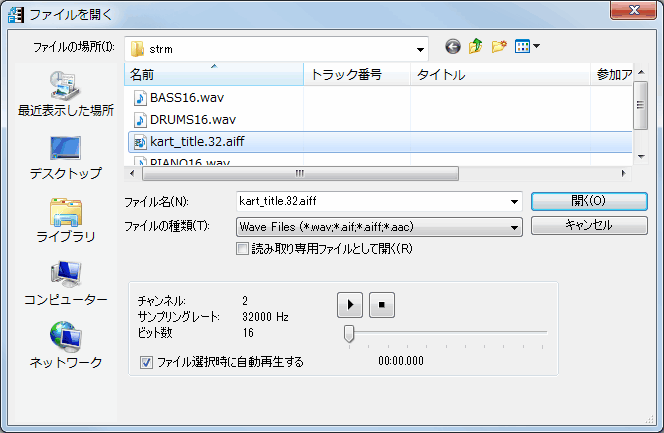 ファイルを開く
ファイルの場所(I):
strm
最近表示した場所
デスクトップ
ライブラリ
コンピューター
ネットワーク
名前
トラック番号
タイトル
参加ア
BASS16.wav
DRUMS16.wav
kart_title.32.aiff
PIANO16.wav
ファイル名(N):
kart_title.32.aiff
開く(O)
ファイルの種類(T):
Wave Files (*.wav;*.aif;*.aiff;*.aac)
キャンセル
読み取り専用ファイルとして開く(R)
チャンネル: 2
サンプリングレート: 32000 Hz
ビット数 16
ファイル選択時に自動再生する
00:00.000